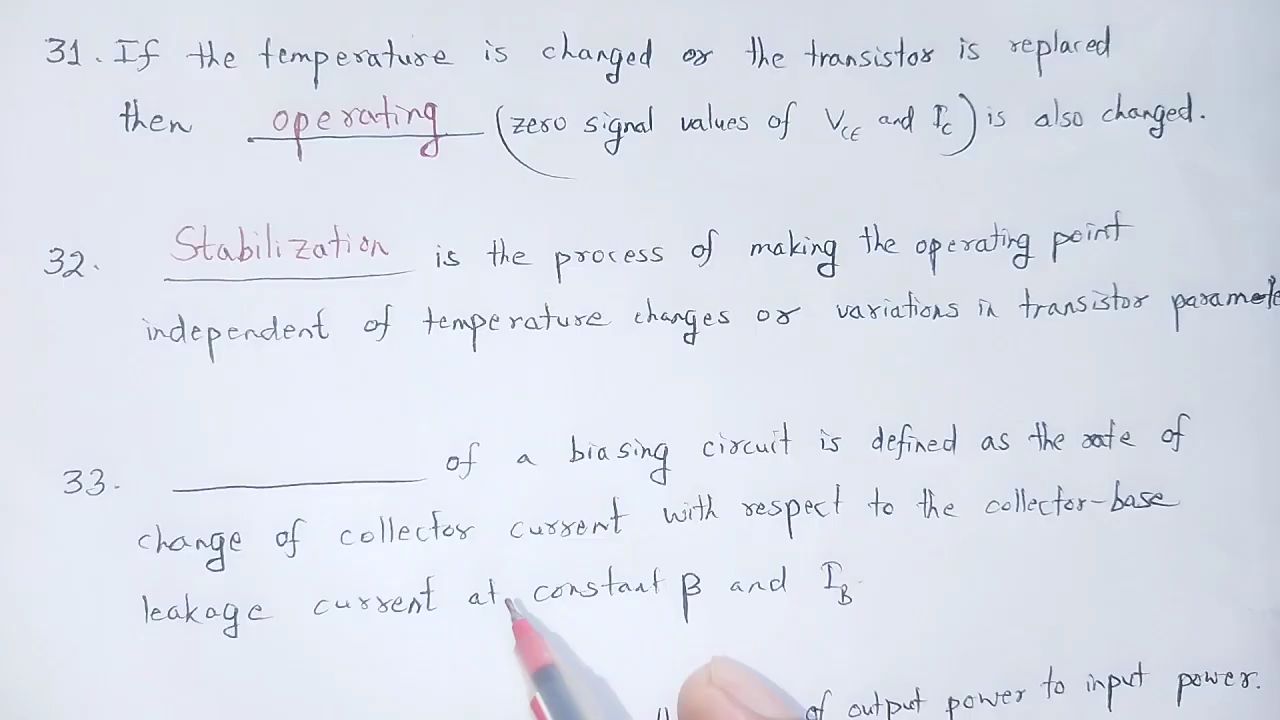 31. If the temperature is changed or the transistor is replaced
then operating (zero signal values of VCE and IC) is also changed.
32. Stabilization is the process of making the operating point
independent of temperature changes or variations in transistor paramete
33. ________ of a biasing circuit is defined as the rate of
change of collector current with respect to the collector-base
leakage current at constant β and IB
of output power to input power.